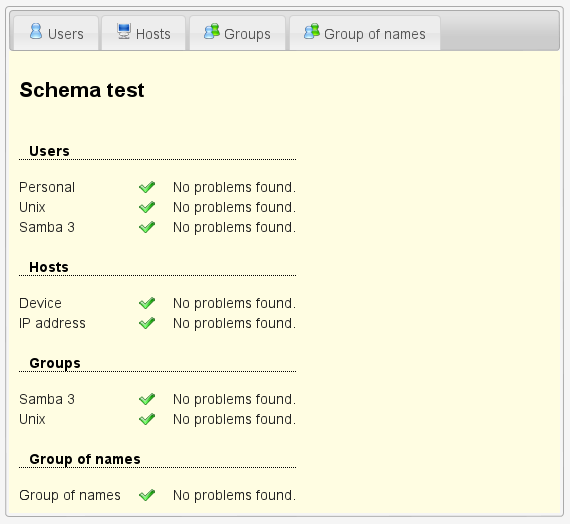 Users Hosts Groups Group of names
Schema test
Users
Personal No problems found.
Unix No problems found.
Samba 3 No problems found.
Hosts
Device No problems found.
IP address No problems found.
Groups
Samba 3 No problems found.
Unix No problems found.
Group of names
Group of names No problems found.